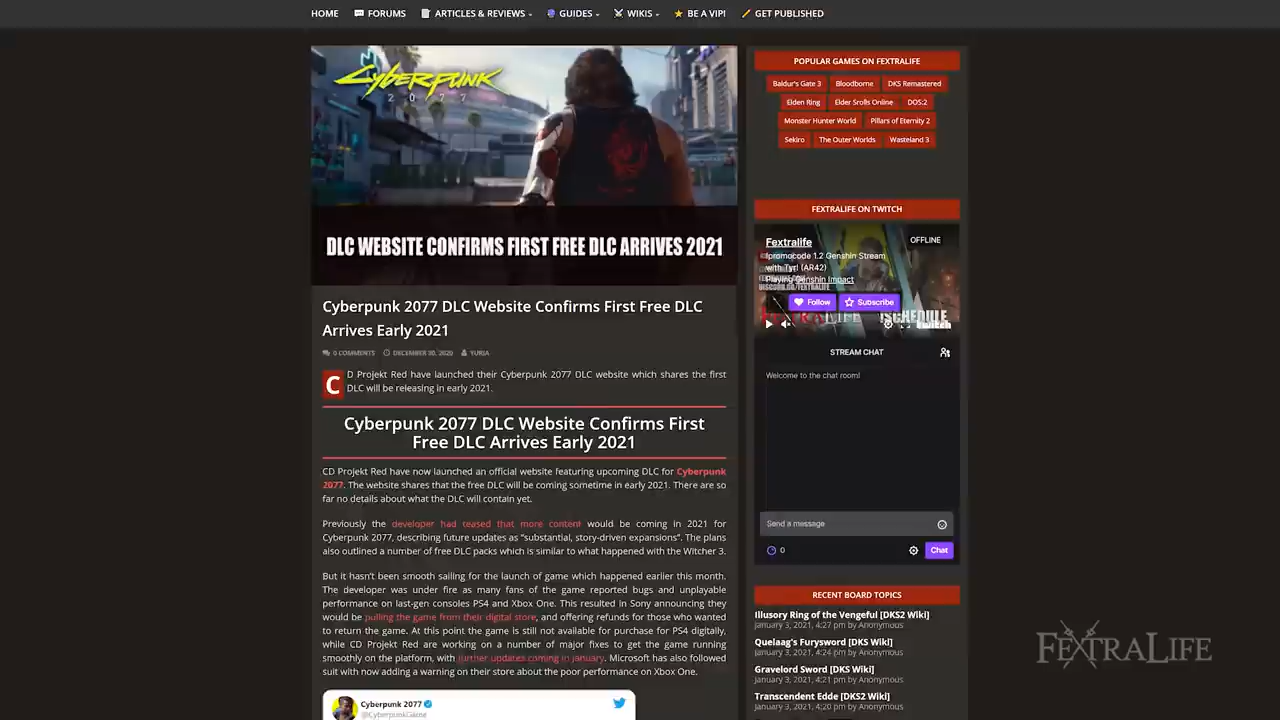 HOME FORUMS ARTICLES & REVIEWS GUIDES WIKIS BE A VIP! GET PUBLISHED
Cyberpunk
2077
DLC WEBSITE CONFIRMS FIRST FREE DLC ARRIVES 2021
Cyberpunk 2077 DLC Website Confirms First Free DLC
Arrives Early 2021
0 COMMENTS DECEMBER 30, 2020 YURIA
CD Projekt Red have launched their Cyberpunk 2077 DLC website which shares the first
DLC will be releasing in early 2021.
Cyberpunk 2077 DLC Website Confirms First
Free DLC Arrives Early 2021
CD Projekt Red have now launched an official website featuring upcoming DLC for Cyberpunk
2077. The website shares that the free DLC will be coming sometime in early 2021. There are so
far no details about what the DLC will contain yet.
Previously the developer had teased that more content would be coming in 2021 for
Cyberpunk 2077, describing future updates as “substantial, story-driven expansions”. The plans
also outlined a number of free DLC packs which is similar to what happened with the Witcher 3.
But it hasn't been smooth sailing for the launch of game which happened earlier this month.
The developer was under fire as many fans of the game reported bugs and unplayable
performance on last-gen consoles PS4 and Xbox One. This resulted in Sony announcing they
would be pulling the game from their digital store, and offering refunds for those who wanted
to return the game. At this point the game is still not available for purchase for PS4 digitally,
while CD Projekt Red are working on a number of major fixes to get the game running
smoothly on the platform, with further updates coming in January. Microsoft has also followed
suit with now adding a warning on their store about the poor performance on Xbox One.
Cyberpunk 2077
@CyberpunkGame
POPULAR GAMES ON FEXTRALIFE
Baldur's Gate 3 Bloodborne DKS Remastered
Elden Ring Elder Srolls Online DOS:2
Monster Hunter World Pillars of Eternity 2
Sekiro The Outer Worlds Wasteland 3
FEXTRALIFE ON TWITCH
Fextralife OFFLINE
!promocode 1.2 Genshin Stream
with Tyrl (AR42)
Playing Genshin Impact
Follow Subscribe
SCHEDULE
twitch
STREAM CHAT
Welcome to the chat room!
Send a message
0 Chat
RECENT BOARD TOPICS
Illusory Ring of the Vengeful [DKS2 Wiki]
January 3, 2021, 4:27 pm by Anonymous
Quelaag's Furysword [DKS Wiki]
January 3, 2021, 4:24 pm by Anonymous
Gravelord Sword [DKS Wiki]
January 3, 2021, 4:21 pm by Anonymous
Transcendent Edde [DKS2 Wiki]
January 3, 2021, 4:20 pm by Anonymous
FEXTRALIFE